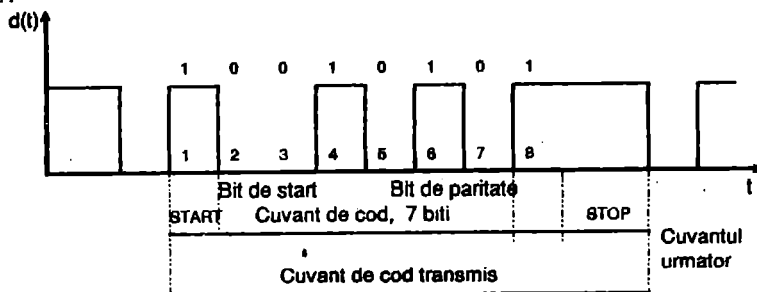 d(t)
1 0 0 1 0 1 0 1
1 2 3 4 5 6 7 8
t
Bit de start Bit de paritate
START Cuvant de cod, 7 biti STOP
Cuvantul
urmator
Cuvant de cod transmis